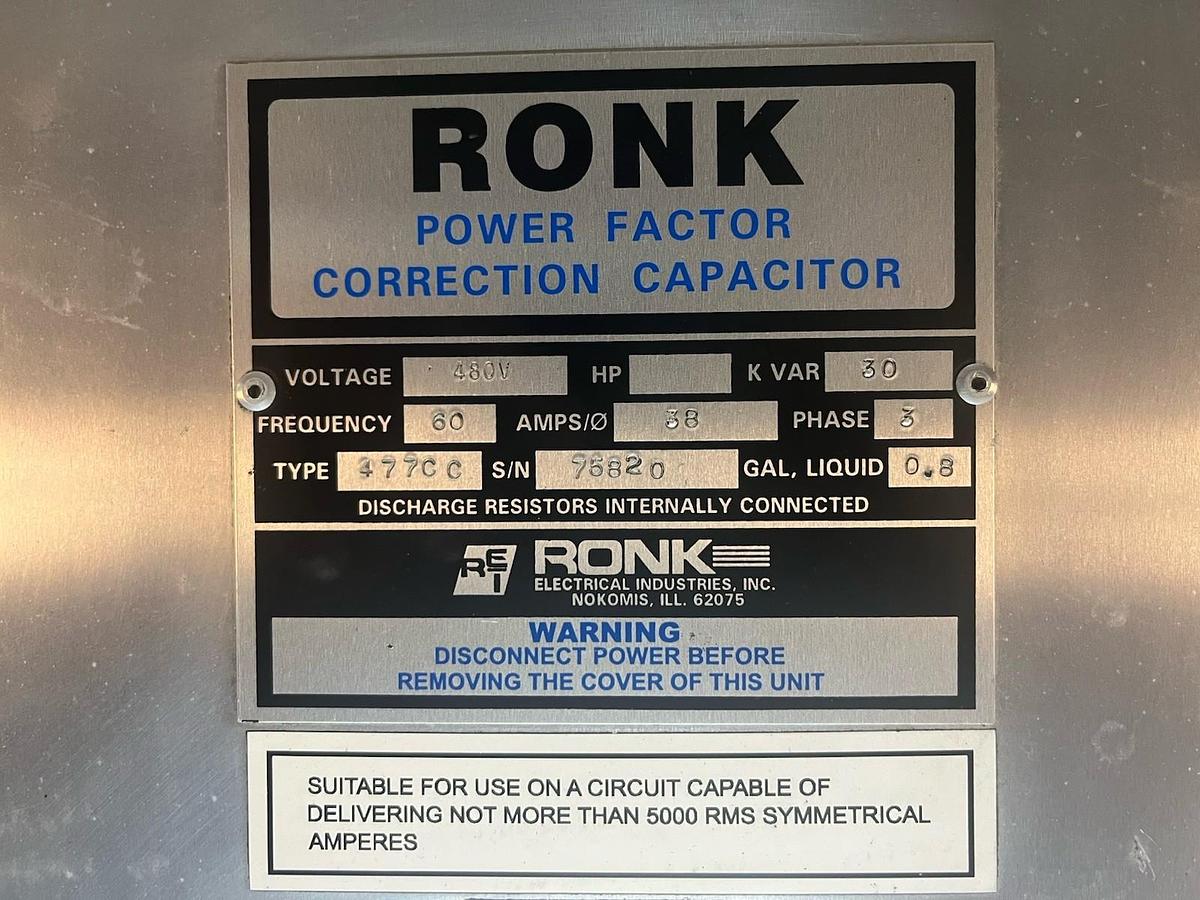 RONK
POWER FACTOR
CORRECTION CAPACITOR
VOLTAGE 480V HP K VAR 30
FREQUENCY 60 AMPS/Ø 38 PHASE 3
TYPE 477CC S/N 75820 GAL, LIQUID 0.8
DISCHARGE RESISTORS INTERNALLY CONNECTED
REI RONK
ELECTRICAL INDUSTRIES, INC.
NOKOMIS, ILL. 62075
WARNING
DISCONNECT POWER BEFORE
REMOVING THE COVER OF THIS UNIT
SUITABLE FOR USE ON A CIRCUIT CAPABLE OF
DELIVERING NOT MORE THAN 5000 RMS SYMMETRICAL
AMPERES